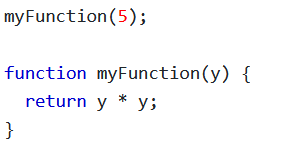 myFunction(5);

function myFunction(y) {
  return y * y;
}